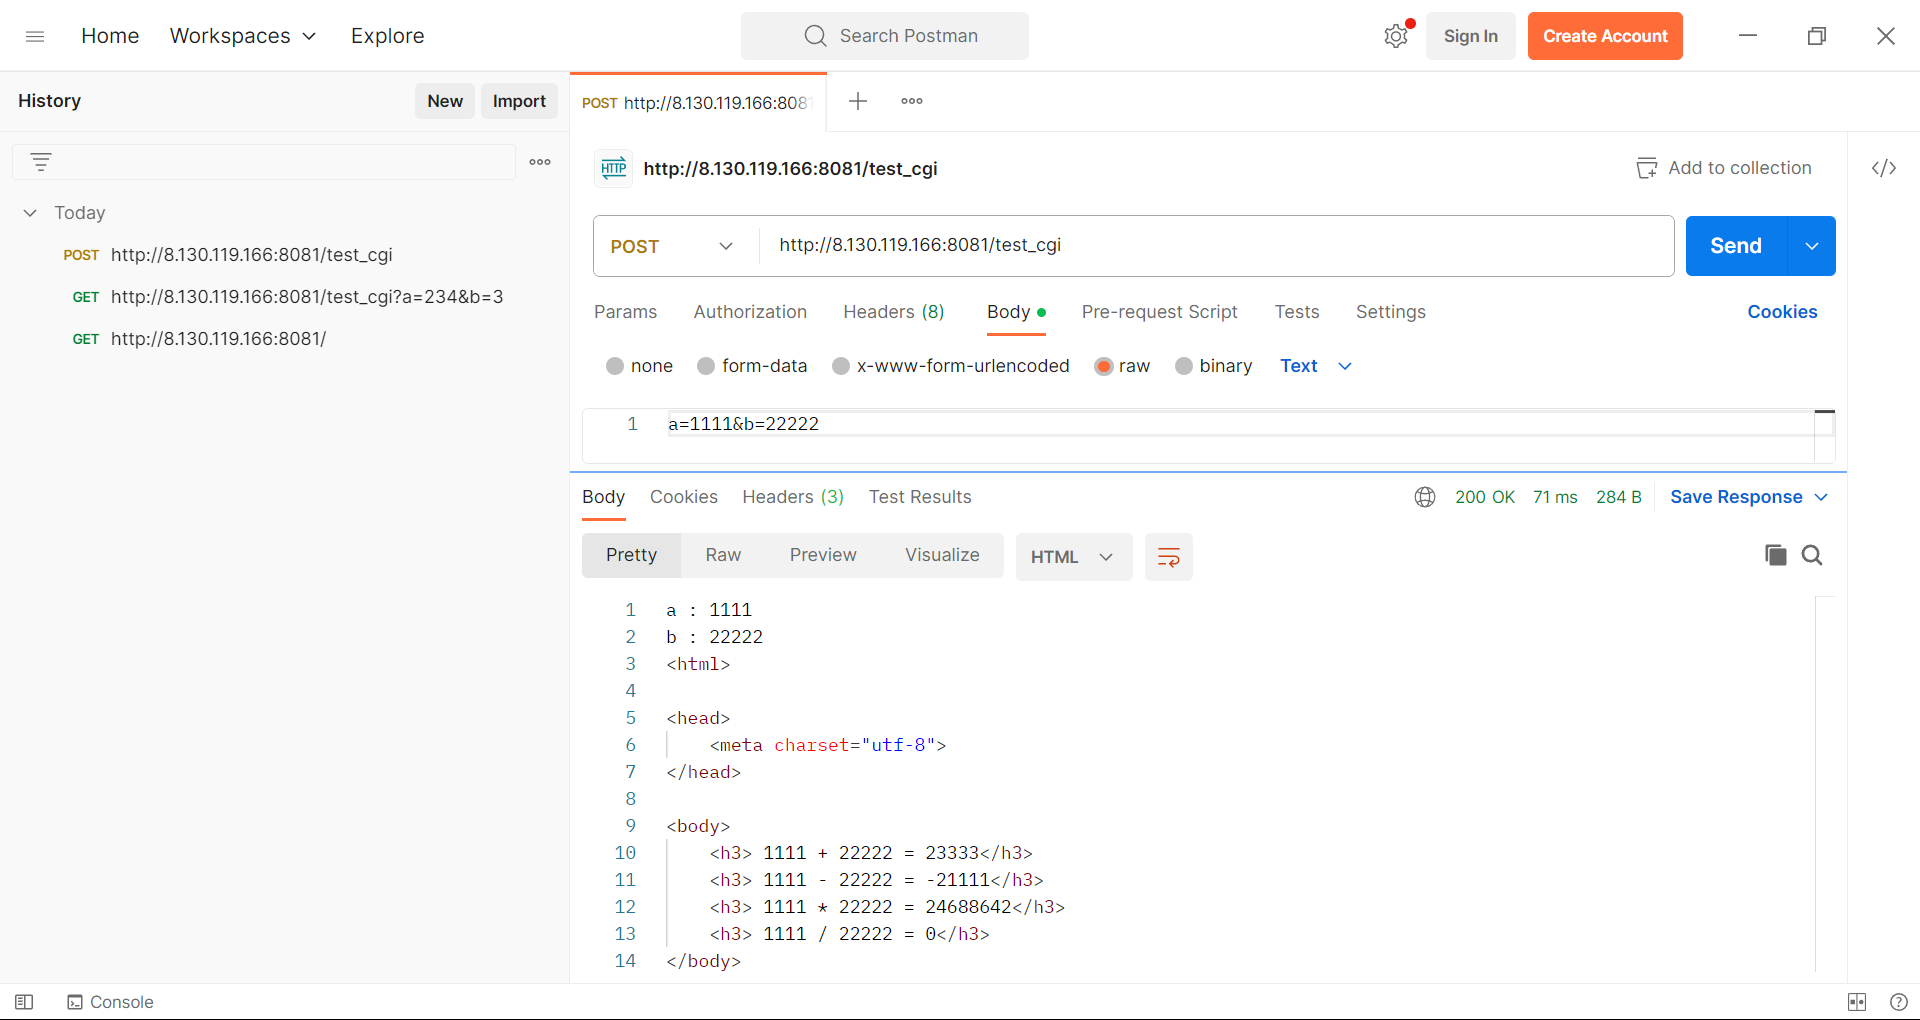 Home Workspaces Explore Search Postman Sign In Create Account
History New Import
POST http://8.130.119.166:808
HTTP http://8.130.119.166:8081/test_cgi Add to collection </>
Today
POST http://8.130.119.166:8081/test_cgi
GET http://8.130.119.166:8081/test_cgi?a=234&b=3
GET http://8.130.119.166:8081/
POST http://8.130.119.166:8081/test_cgi Send
Params Authorization Headers (8) Body Pre-request Script Tests Settings Cookies
none form-data x-www-form-urlencoded raw binary Text
1 a=1111&b=22222
Body Cookies Headers (3) Test Results 200 OK 71 ms 284 B Save Response
Pretty Raw Preview Visualize HTML
1 a : 1111
2 b : 22222
3 <html>
4
5 <head>
6 <meta charset="utf-8">
7 </head>
8
9 <body>
10 <h3> 1111 + 22222 = 23333</h3>
11 <h3> 1111 - 22222 = -21111</h3>
12 <h3> 1111 * 22222 = 24688642</h3>
13 <h3> 1111 / 22222 = 0</h3>
14 </body>
Console